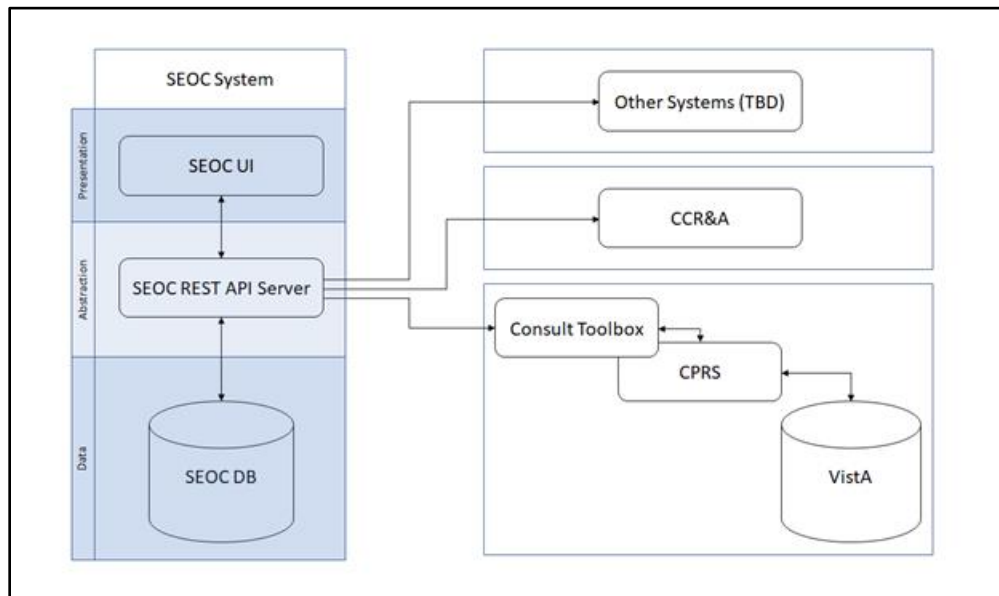 SEOC System
Presentation
SEOC UI
Abstraction
SEOC REST API Server
Data
SEOC DB
Other Systems (TBD)
CCR&A
Consult Toolbox
CPRS
VistA